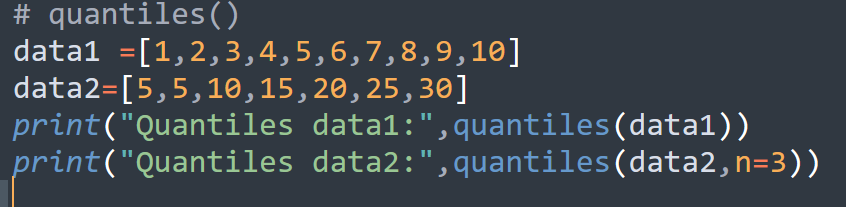 # quantiles()
data1 =[1,2,3,4,5,6,7,8,9,10]
data2=[5,5,10,15,20,25,30]
print("Quantiles data1:",quantiles(data1))
print("Quantiles data2:",quantiles(data2,n=3))